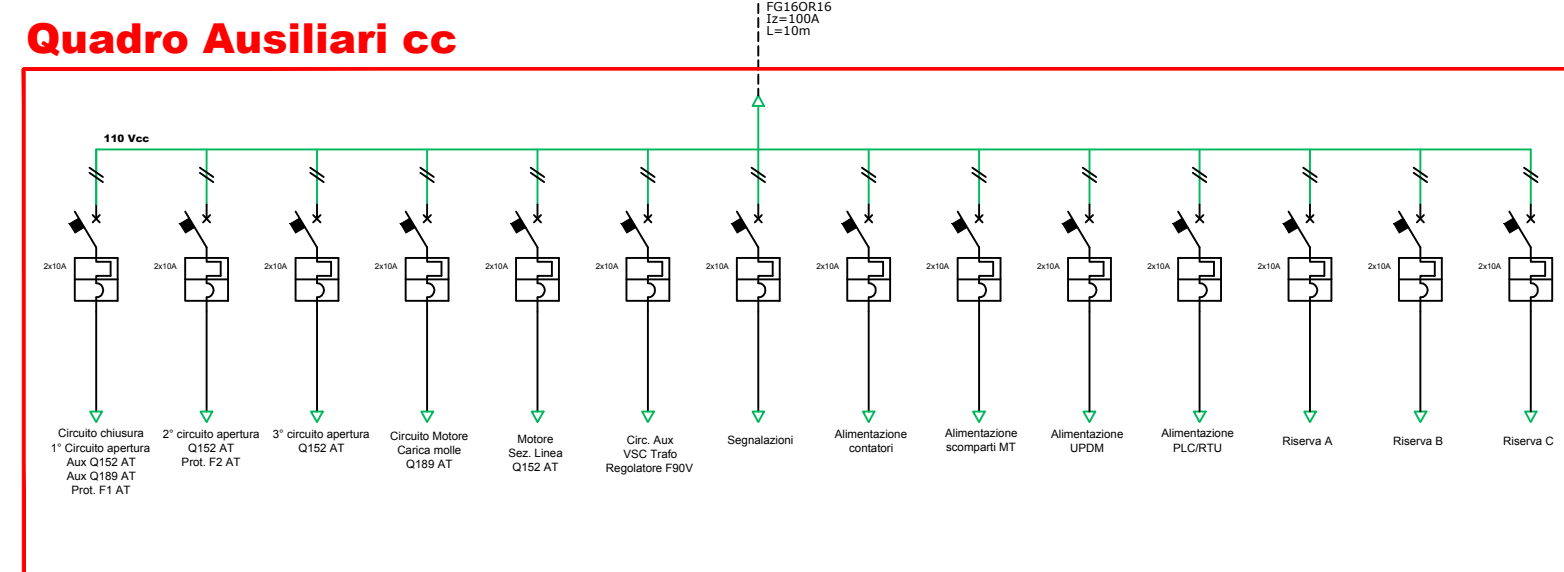 FG16OR16
Iz=100A
L=10m
Quadro Ausiliari cc
110 Vcc
2x10A
2x10A
2x10A
2x10A
2x10A
2x10A
2x10A
2x10A
2x10A
2x10A
2x10A
2x10A
2x10A
2x10A
Circuito chiusura
1° Circuito apertura
Aux Q152 AT
Aux Q189 AT
Prot. F1 AT
2° circuito apertura
Q152 AT
Prot. F2 AT
3° circuito apertura
Q152 AT
Circuito Motore
Carica molle
Q189 AT
Motore
Sez. Linea
Q152 AT
Circ. Aux
VSC Trafo
Regolatore F90V
Segnalazioni
Alimentazione
contatori
Alimentazione
scomparti MT
Alimentazione
UPDM
Alimentazione
PLC/RTU
Riserva A
Riserva B
Riserva C